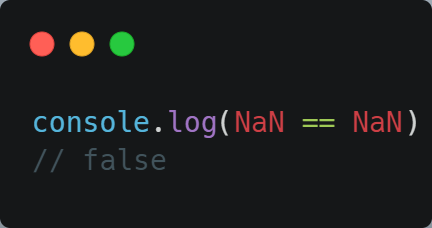 console.log(NaN == NaN)
// false